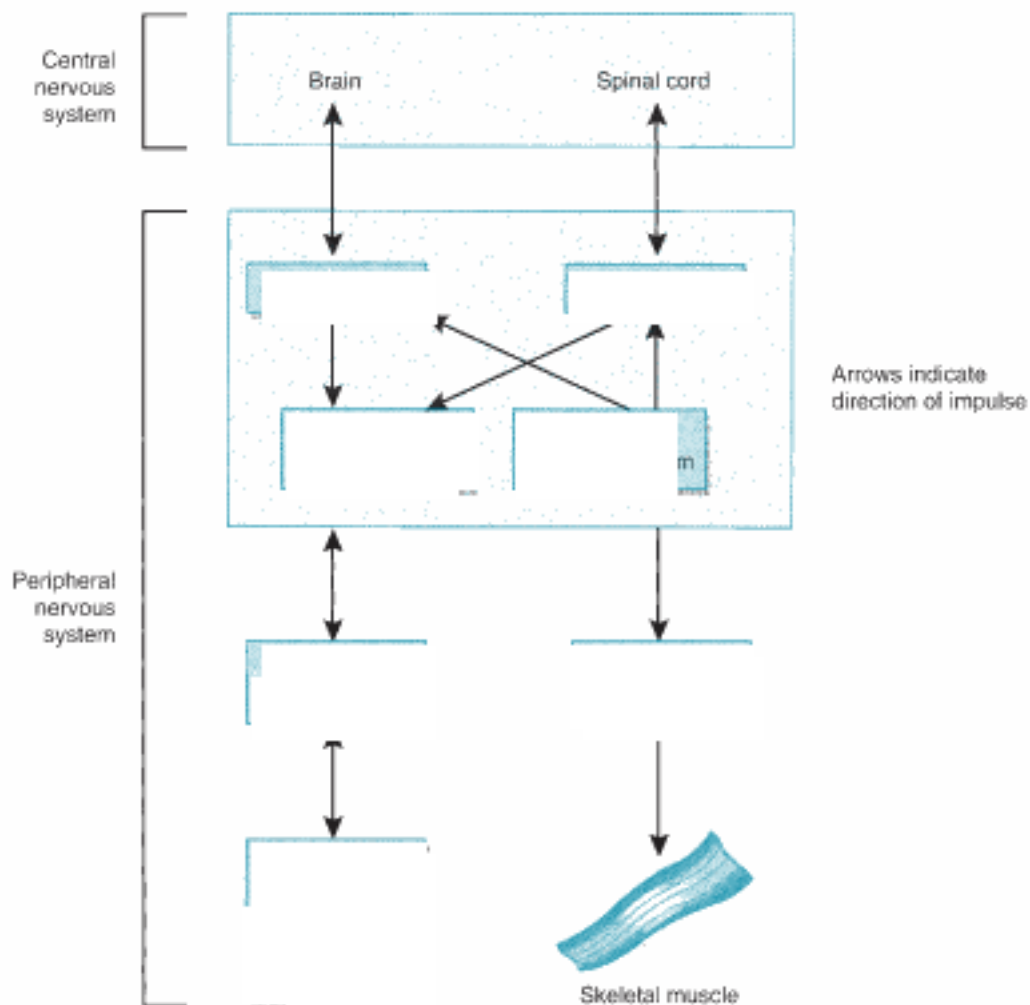 Central
nervous
system
Brain
Spinal cord
Arrows indicate
direction of impulse
m
Peripheral
nervous
system
Skeletal muscle